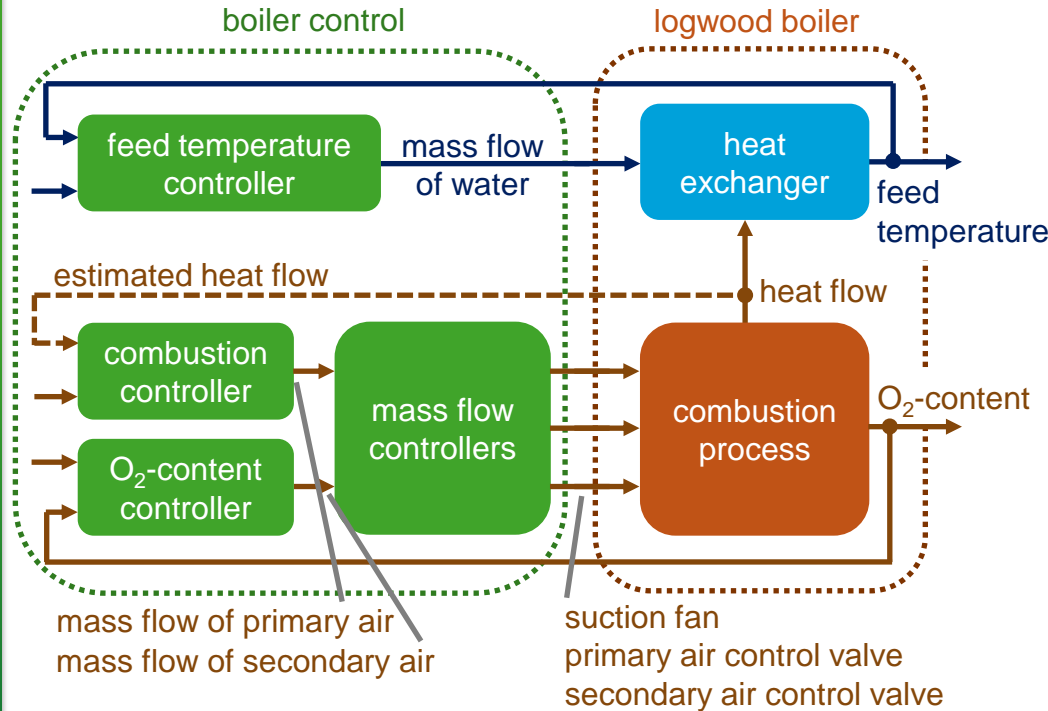 boiler control
logwood boiler
feed temperature
controller
mass flow
of water
heat
exchanger
feed
temperature
estimated heat flow
heat flow
combustion
controller
mass flow
controllers
combustion
process
O₂-content
O₂-content
controller
mass flow of primary air
mass flow of secondary air
suction fan
primary air control valve
secondary air control valve